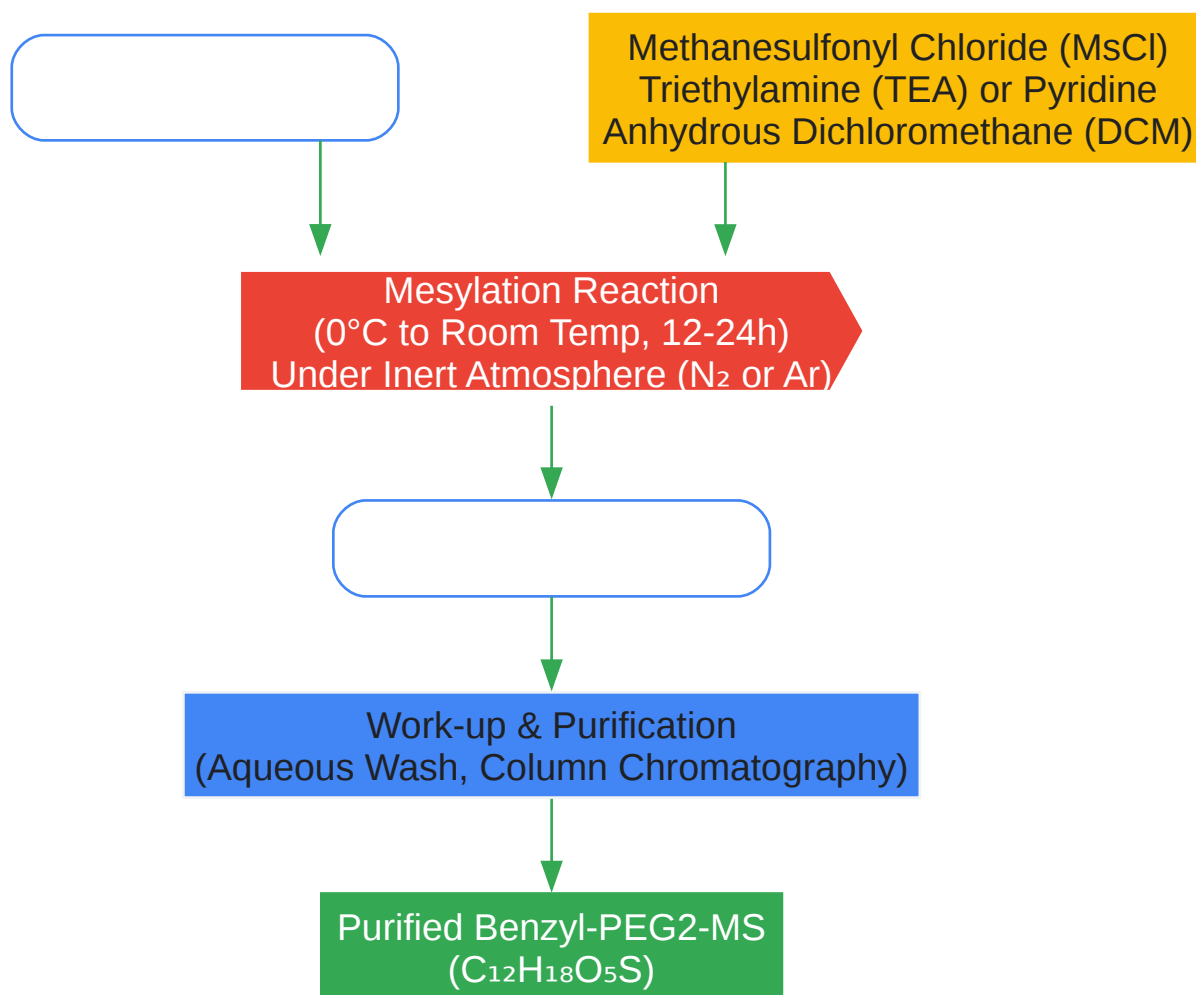 Methanesulfonyl Chloride (MsCl)
Triethylamine (TEA) or Pyridine
Anhydrous Dichloromethane (DCM)
Mesylation Reaction
(0°C to Room Temp, 12-24h)
Under Inert Atmosphere (N₂ or Ar)
Work-up & Purification
(Aqueous Wash, Column Chromatography)
Purified Benzyl-PEG2-MS
(C₁₂H₁₈O₅S)